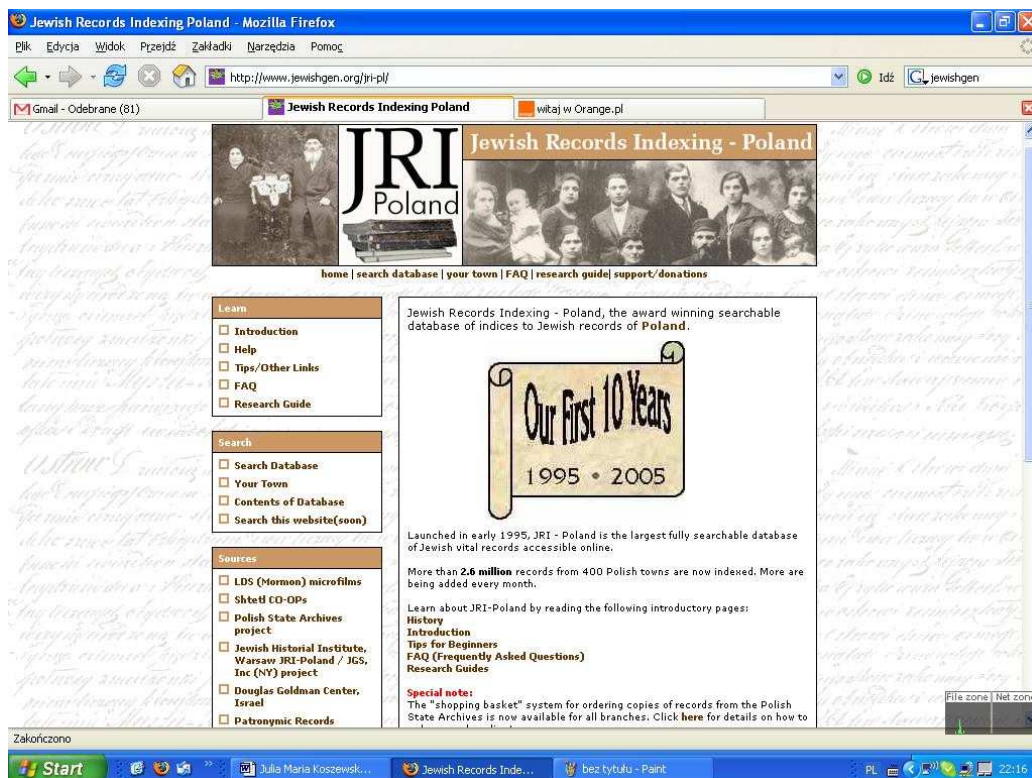 Jewish Records Indexing Poland - Mozilla Firefox
Plik Edycja Widok Przejdź Zakładki Narzędzia Pomoc
http://www.jewishgen.org/jri-pl/ Idź jewishgen
Gmail - Odebrane (81) Jewish Records Indexing Poland witaj w Orange.pl
JRI Poland
Jewish Records Indexing - Poland
home | search database | your town | FAQ | research guide| support/donations
Learn
Introduction
Help
Tips/Other Links
FAQ
Research Guide
Search
Search Database
Your Town
Contents of Database
Search this website(soon)
Sources
LDS (Mormon) microfilms
Shtetl CO-OPs
Polish State Archives
project
Jewish Historical Institute,
Warsaw JRI-Poland / JGS,
Inc (NY) project
Douglas Goldman Center,
Israel
Patronymic Records
Jewish Records Indexing - Poland, the award winning searchable
database of indices to Jewish records of Poland.
Our First 10 Years
1995 • 2005
Launched in early 1995, JRI - Poland is the largest fully searchable database
of Jewish vital records accessible online.
More than 2.6 million records from 400 Polish towns are now indexed. More are
being added every month.
Learn about JRI-Poland by reading the following introductory pages:
History
Introduction
Tips for Beginners
FAQ (Frequently Asked Questions)
Research Guides
Special note:
The "shopping basket" system for ordering copies of records from the Polish
State Archives is now available for all branches. Click here for details on how to
File zone Net zone
Zakończono
Start Julia Maria Koszewsk... Jewish Records Inde... bez tytułu - Paint PL 22:16